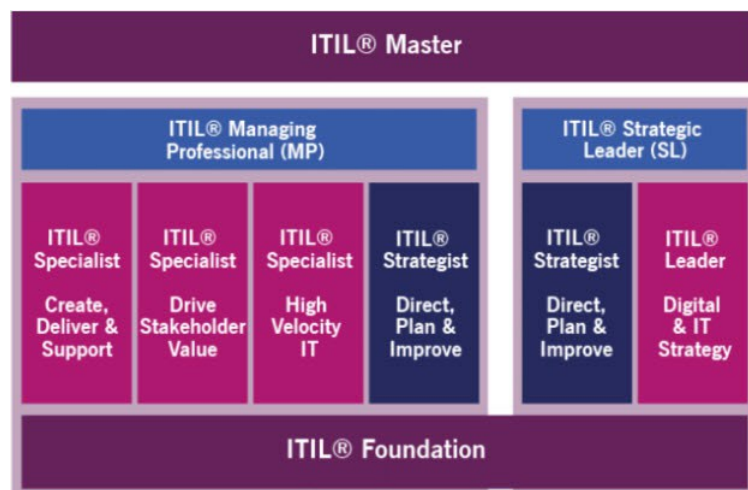 ITIL® Master
ITIL® Managing
Professional (MP)
ITIL® Strategic
Leader (SL)
ITIL®
Specialist
Create,
Deliver &
Support
ITIL®
Specialist
Drive
Stakeholder
Value
ITIL®
Specialist
High
Velocity
IT
ITIL®
Strategist
Direct,
Plan &
Improve
ITIL®
Strategist
Direct,
Plan &
Improve
ITIL®
Leader
Digital
& IT
Strategy
ITIL® Foundation